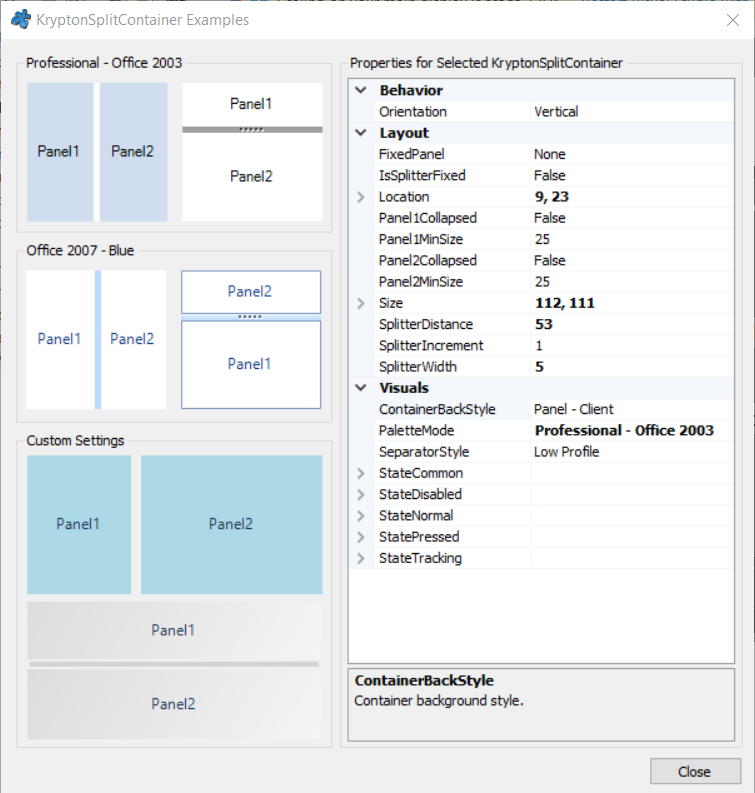 KryptonSplitContainer Examples
Professional - Office 2003
Panel1
Panel2
Panel1
Panel2
Office 2007 - Blue
Panel1
Panel2
Panel2
Panel1
Custom Settings
Panel1
Panel2
Panel1
Panel2
Properties for Selected KryptonSplitContainer
Behavior
Orientation Vertical
Layout
FixedPanel None
IsSplitterFixed False
Location 9, 23
Panel1Collapsed False
Panel1MinSize 25
Panel2Collapsed False
Panel2MinSize 25
Size 112, 111
SplitterDistance 53
SplitterIncrement 1
SplitterWidth 5
Visuals
ContainerBackStyle Panel - Client
PaletteMode Professional - Office 2003
SeparatorStyle Low Profile
StateCommon
StateDisabled
StateNormal
StatePressed
StateTracking
ContainerBackStyle
Container background style.
Close